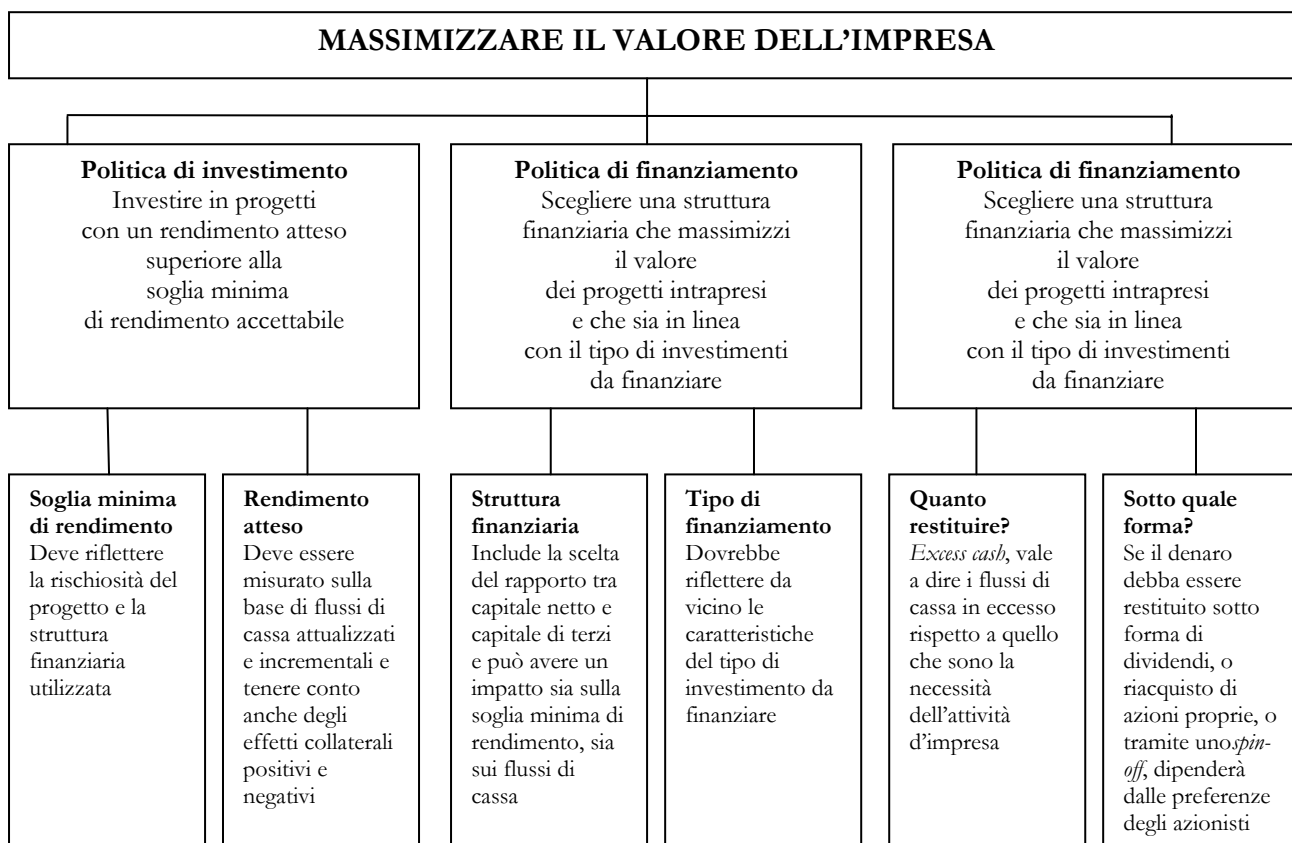 MASSIMIZZARE IL VALORE DELL’IMPRESA
Politica di investimento
Investire in progetti
con un rendimento atteso
superiore alla
soglia minima
di rendimento accettabile
Politica di finanziamento
Scegliere una struttura
finanziaria che massimizzi
il valore
dei progetti intrapresi
e che sia in linea
con il tipo di investimenti
da finanziare
Politica di finanziamento
Scegliere una struttura
finanziaria che massimizzi
il valore
dei progetti intrapresi
e che sia in linea
con il tipo di investimenti
da finanziare
Soglia minima
di rendimento
Deve riflettere
la rischiosità del
progetto e la
struttura
finanziaria
utilizzata
Rendimento
atteso
Deve essere
misurato sulla
base di flussi di
cassa attualizzati
e incrementali e
tenere conto
anche degli
effetti collaterali
positivi e
negativi
Struttura
finanziaria
Include la scelta
del rapporto tra
capitale netto e
capitale di terzi
e può avere un
impatto sia sulla
soglia minima di
rendimento, sia
sui flussi di
cassa
Tipo di
finanziamento
Dovrebbe
riflettere da
vicino le
caratteristiche
del tipo di
investimento da
finanziare
Quanto
restituire?
Excess cash, vale
a dire i flussi di
cassa in eccesso
rispetto a quello
che sono la
necessità
dell’attività
d’impresa
Sotto quale
forma?
Se il denaro
debba essere
restituito sotto
forma di
dividendi, o
riacquisto di
azioni proprie, o
tramite unospin-
off, dipenderà
dalle preferenze
degli azionisti